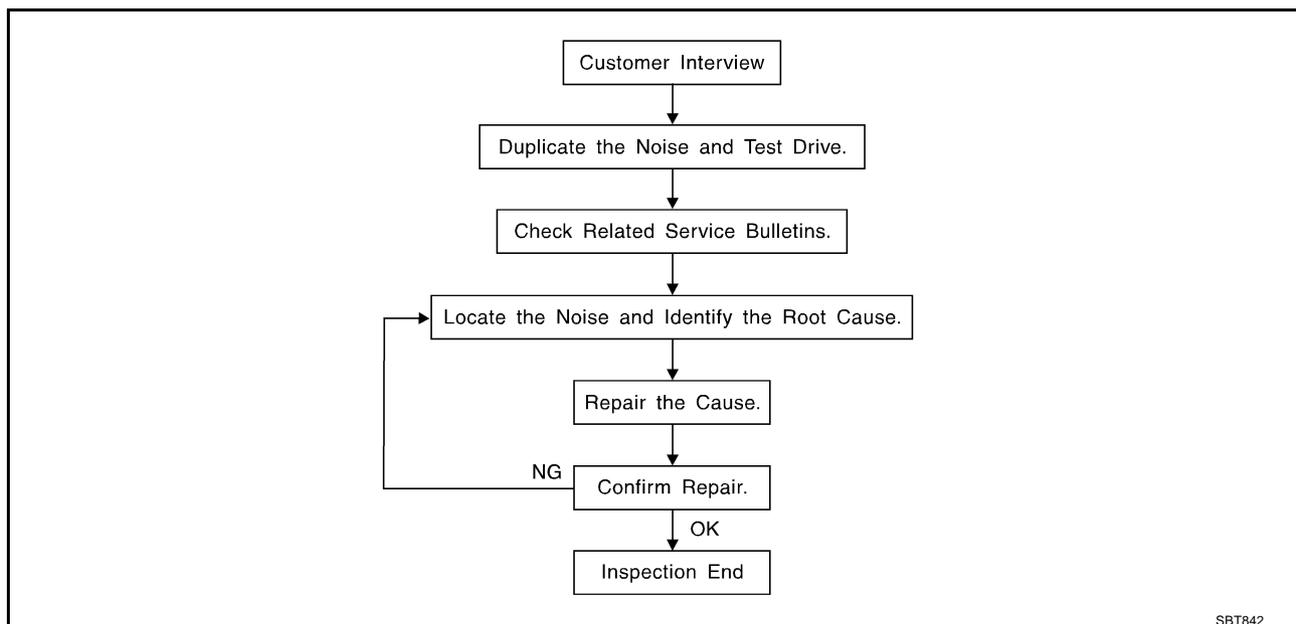 Customer Interview
Duplicate the Noise and Test Drive.
Check Related Service Bulletins.
Locate the Noise and Identify the Root Cause.
Repair the Cause.
NG
Confirm Repair.
OK
Inspection End
SBT842